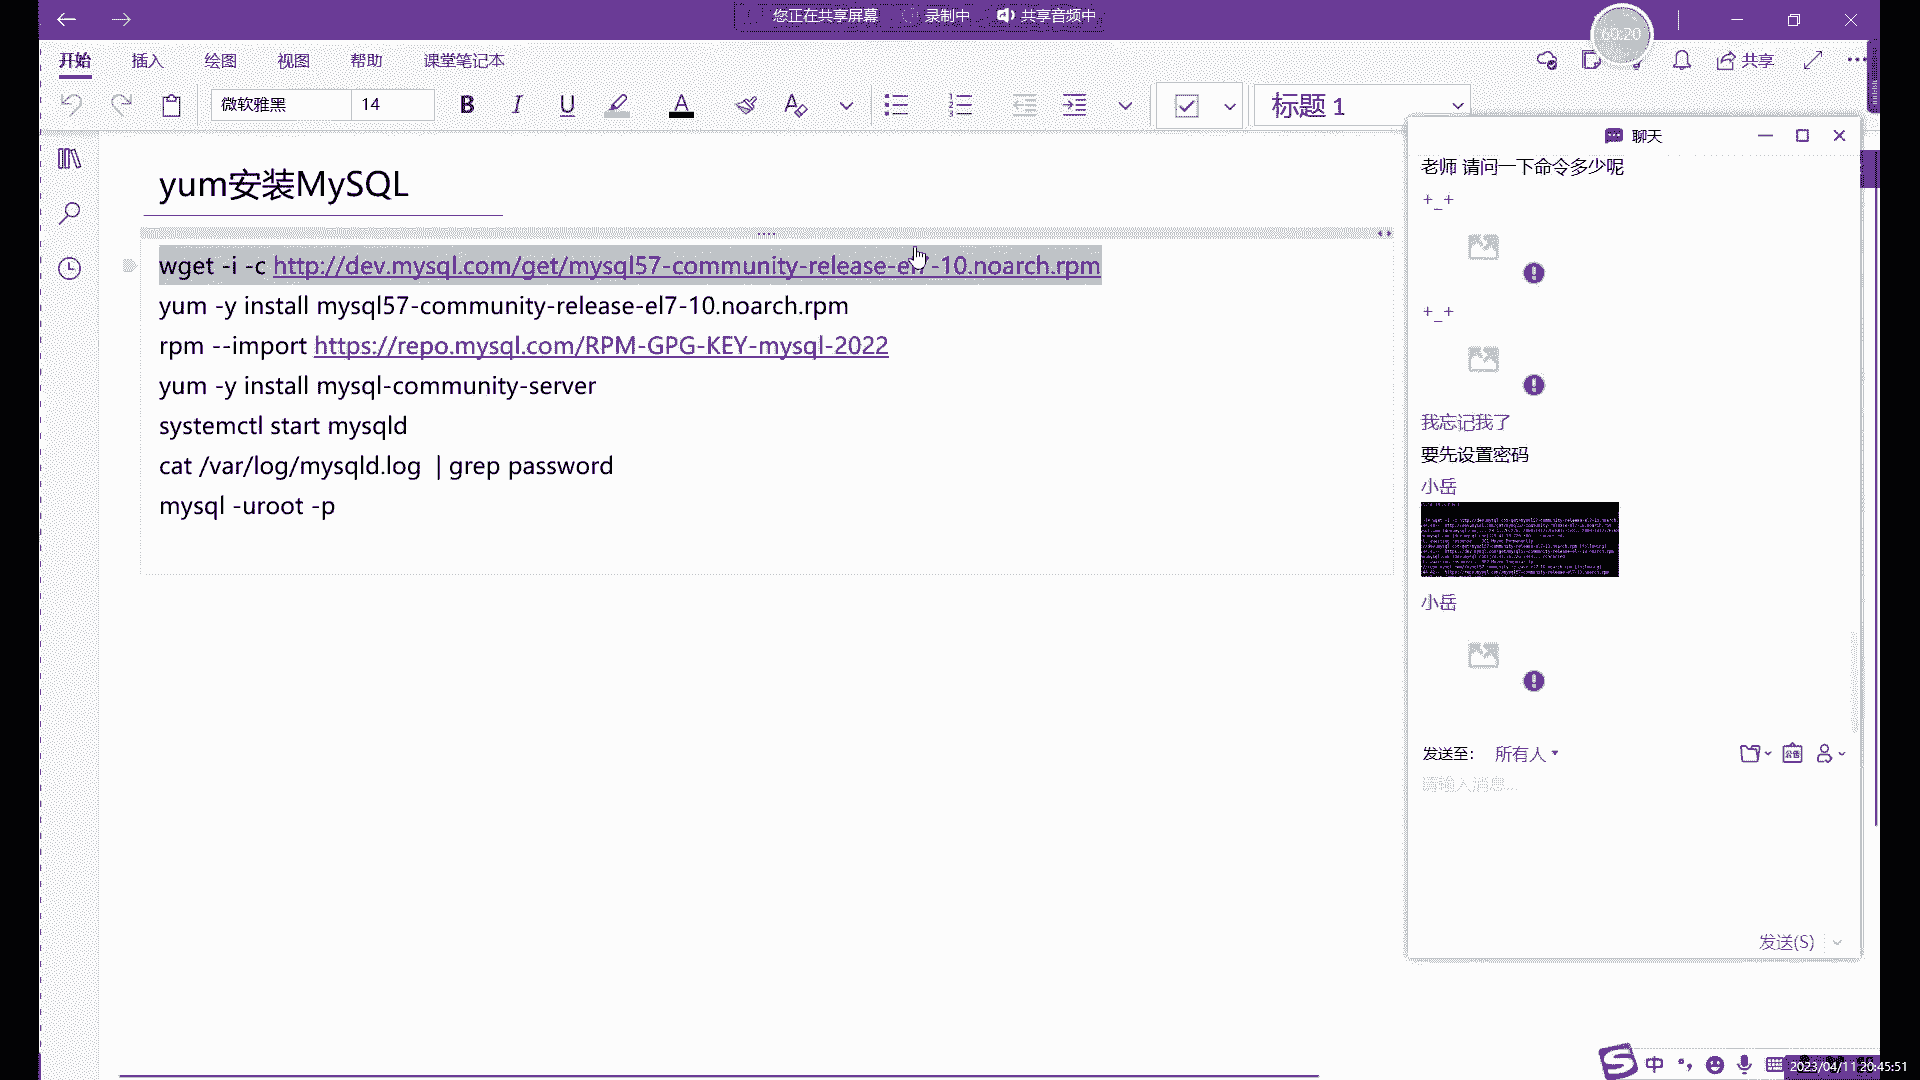 您正在共享屏幕 录制中 共享音频中
60:20
开始 插入 绘图 视图 帮助 课堂笔记本
共享
微软雅黑 14 B I U A 标题 1
yum安装MySQL
wget -i -c http://dev.mysql.com/get/mysql57-community-release-el7-10.noarch.rpm
yum -y install mysql57-community-release-el7-10.noarch.rpm
rpm --import https://repo.mysql.com/RPM-GPG-KEY-mysql-2022
yum -y install mysql-community-server
systemctl start mysqld
cat /var/log/mysqld.log | grep password
mysql -uroot -p
聊天
老师 请问一下命令多少呢
+_+
+_+
我忘记我了
要先设置密码
小岳
小岳
发送至： 所有人
请输入消息...
发送(S)
中
2023/04/11 20:45:51